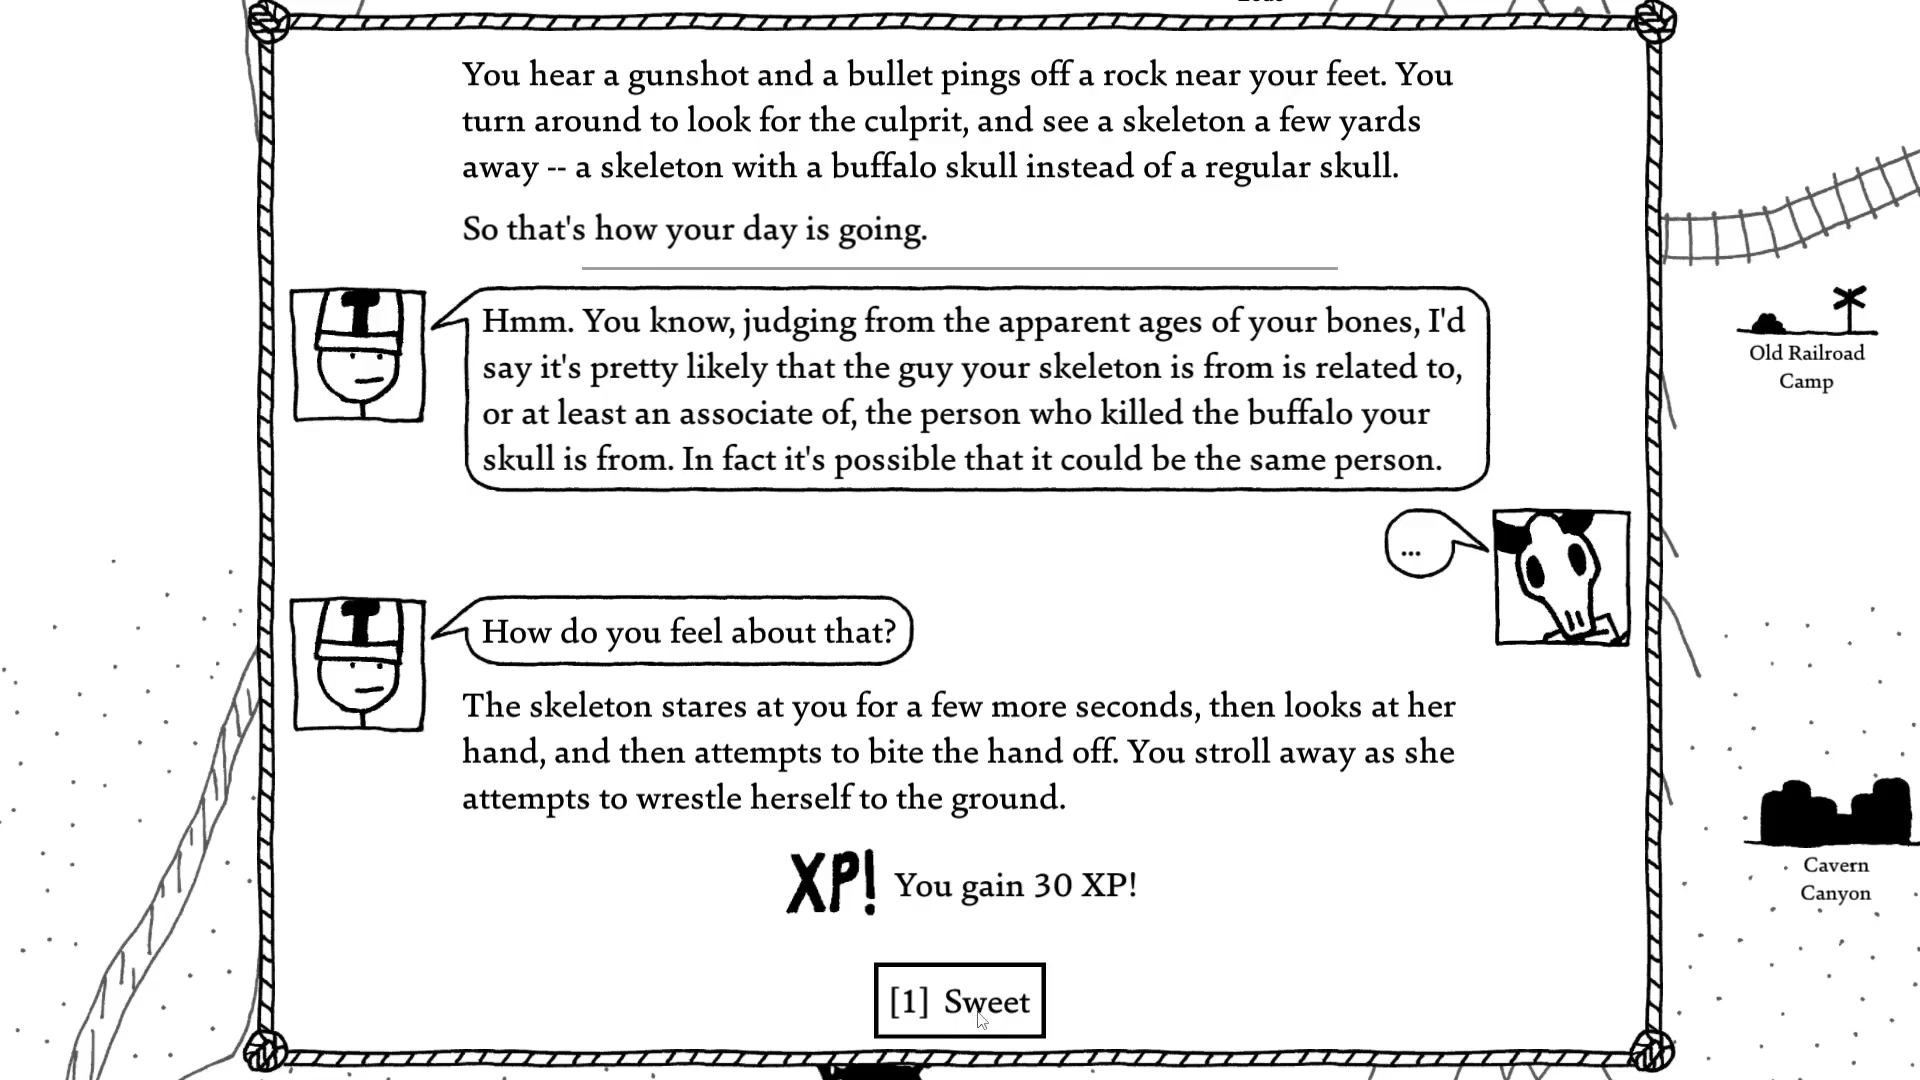 You hear a gunshot and a bullet pings off a rock near your feet. You
turn around to look for the culprit, and see a skeleton a few yards
away -- a skeleton with a buffalo skull instead of a regular skull.
So that's how your day is going.
Hmm. You know, judging from the apparent ages of your bones, I'd
say it's pretty likely that the guy your skeleton is from is related to,
or at least an associate of, the person who killed the buffalo your
skull is from. In fact it's possible that it could be the same person.
...
How do you feel about that?
The skeleton stares at you for a few more seconds, then looks at her
hand, and then attempts to bite the hand off. You stroll away as she
attempts to wrestle herself to the ground.
XP! You gain 30 XP!
[1] Sweet
Old Railroad
Camp
Cavern
Canyon